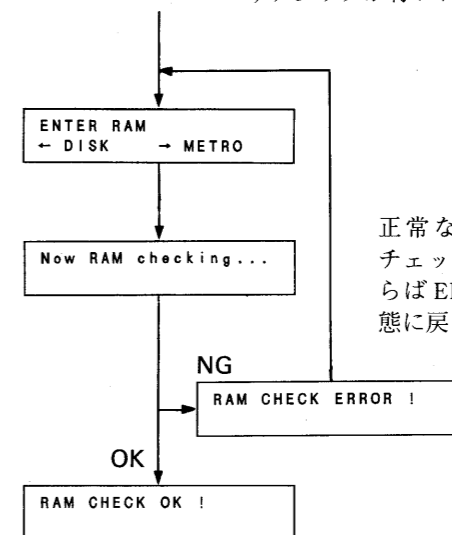 ENTER RAM
← DISK → METRO
Now RAM checking...
正常な
チェッ
らば
態に戻
NG
RAM CHECK ERROR !
OK
RAM CHECK OK !